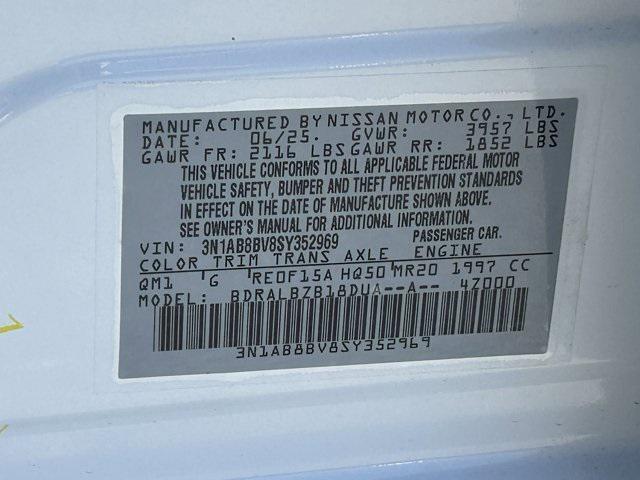 MANUFACTURED BY NISSAN MOTOR CO., LTD.
DATE: 06/25. GVWR: 3957 LBS
GAWR FR: 2116 LBS GAWR RR: 1852 LBS
THIS VEHICLE CONFORMS TO ALL APPLICABLE FEDERAL MOTOR
VEHICLE SAFETY, BUMPER AND THEFT PREVENTION STANDARDS
IN EFFECT ON THE DATE OF MANUFACTURE SHOWN ABOVE.
SEE OWNER'S MANUAL FOR ADDITIONAL INFORMATION.
VIN: 3N1AB8BV8SY352969 PASSENGER CAR.
COLOR TRIM TRANS AXLE ENGINE
QM1 G RE0F15A HQ50 MR20 1997 CC
MODEL: BDRALBZB18DUA--A-- 47000
3N1AB8BV8SY352969